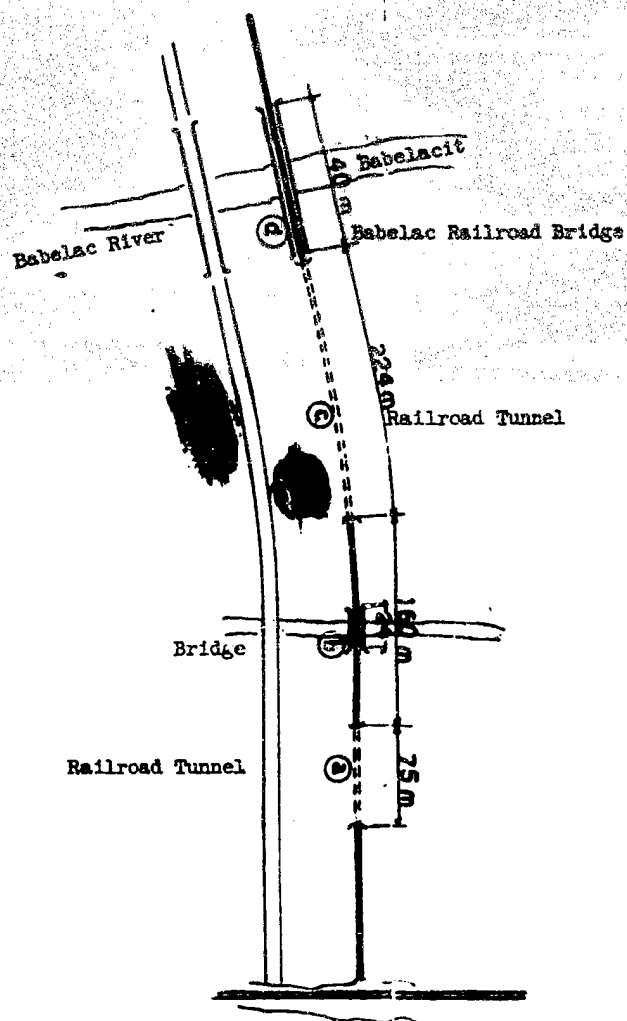 Babelacit
40 m
Babelac River
d
Babelac Railroad Bridge
224 m
c
Railroad Tunnel
b
Bridge
Railroad Tunnel
a
75 m